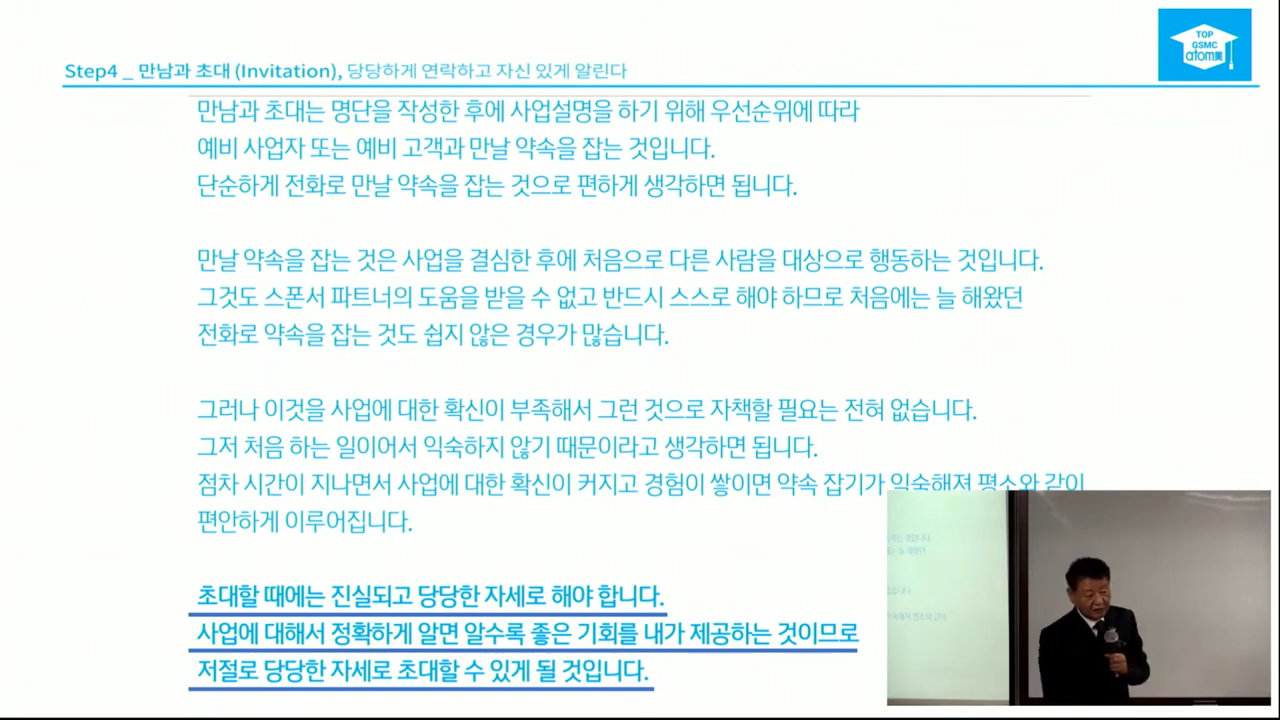 Step4 _ 만남과 초대 (Invitation), 당당하게 연락하고 자신 있게 알린다
TOP
GSMC
atom美
만남과 초대는 명단을 작성한 후에 사업설명을 하기 위해 우선순위에 따라
예비 사업자 또는 예비 고객과 만날 약속을 잡는 것입니다.
단순하게 전화로 만날 약속을 잡는 것으로 편하게 생각하면 됩니다.
만날 약속을 잡는 것은 사업을 결심한 후에 처음으로 다른 사람을 대상으로 행동하는 것입니다.
그것도 스폰서 파트너의 도움을 받을 수 없고 반드시 스스로 해야 하므로 처음에는 늘 해왔던
전화로 약속을 잡는 것도 쉽지 않은 경우가 많습니다.
그러나 이것을 사업에 대한 확신이 부족해서 그런 것으로 자책할 필요는 전혀 없습니다.
그저 처음 하는 일이어서 익숙하지 않기 때문이라고 생각하면 됩니다.
점차 시간이 지나면서 사업에 대한 확신이 커지고 경험이 쌓이면 약속 잡기가 익숙해져 평소와 같이
편안하게 이루어집니다.
초대할 때에는 진실되고 당당한 자세로 해야 합니다.
사업에 대해서 정확하게 알면 알수록 좋은 기회를 내가 제공하는 것이므로
저절로 당당한 자세로 초대할 수 있게 될 것입니다.